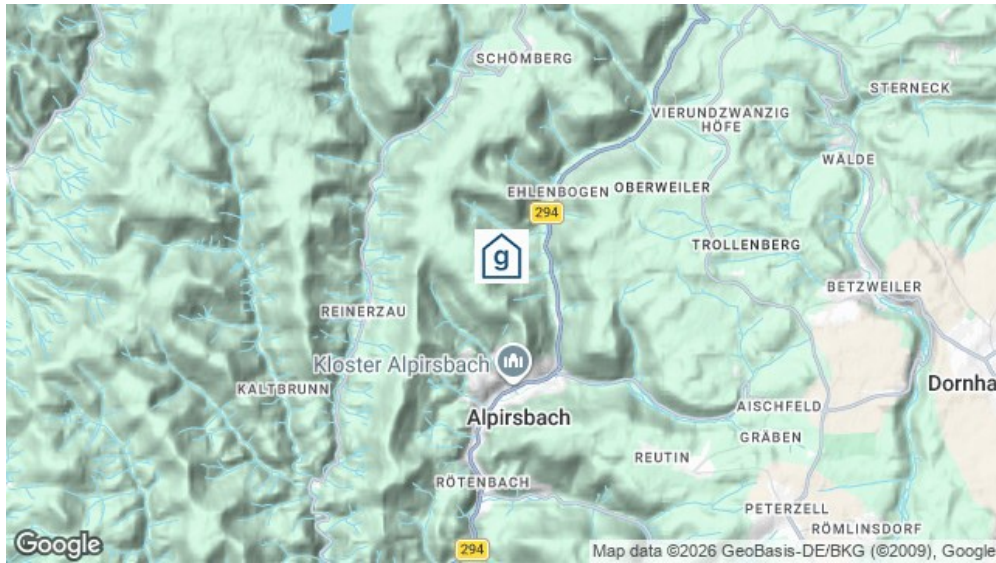 SCHÖMBERG
STERNECK
VIERUNDZWANZIG
HÖFE
WÄLDE
EHLENBOGEN
OBERWEILER
294
TROLLENBERG
g
BETZWEILER
REINERZAU
Kloster Alpirsbach
KALTBRUNN
Dornha
AISCHFELD
Alpirsbach
GRÄBEN
REUTIN
RÖTENBACH
PETERZELL
RÖMLINSDORF
Google
294
Map data ©2026 GeoBasis-DE/BKG (©2009), Google